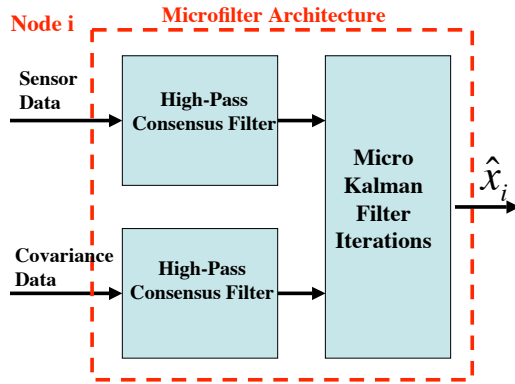 Node i
Microfilter Architecture
Sensor
Data
High-Pass
Consensus Filter
Micro
Kalman
Filter
Iterations
x̂ᵢ
Covariance
Data
High-Pass
Consensus Filter